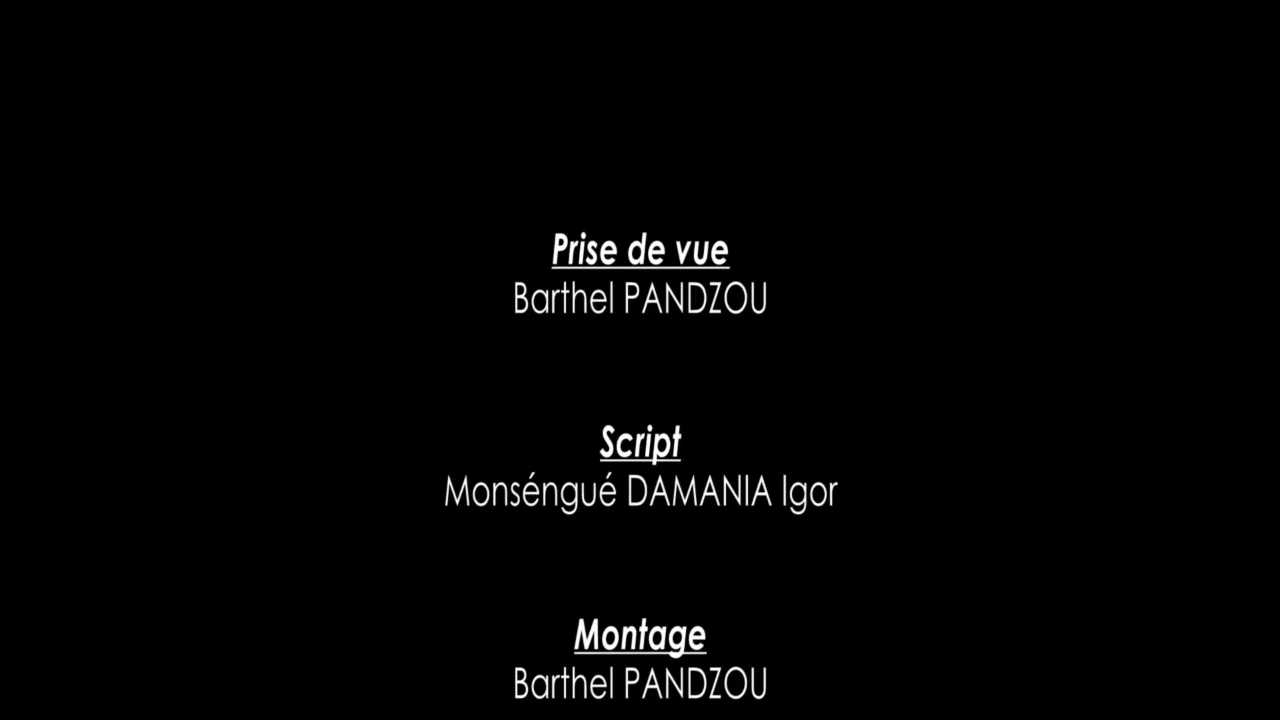 Prise de vue
Barthel PANDZOU
Script
Monséngué DAMANIA Igor
Montage
Barthel PANDZOU